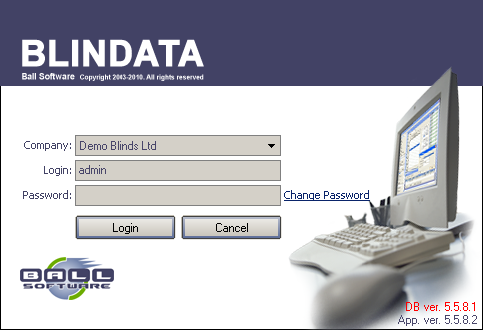 BLINDATA
Ball Software Copyright 2003-2010. All rights reserved
Company: Demo Blinds Ltd
Login: admin
Password: Change Password
Login Cancel
BALL
SOFTWARE
DB ver. 5.5.8.1
App. ver. 5.5.8.2